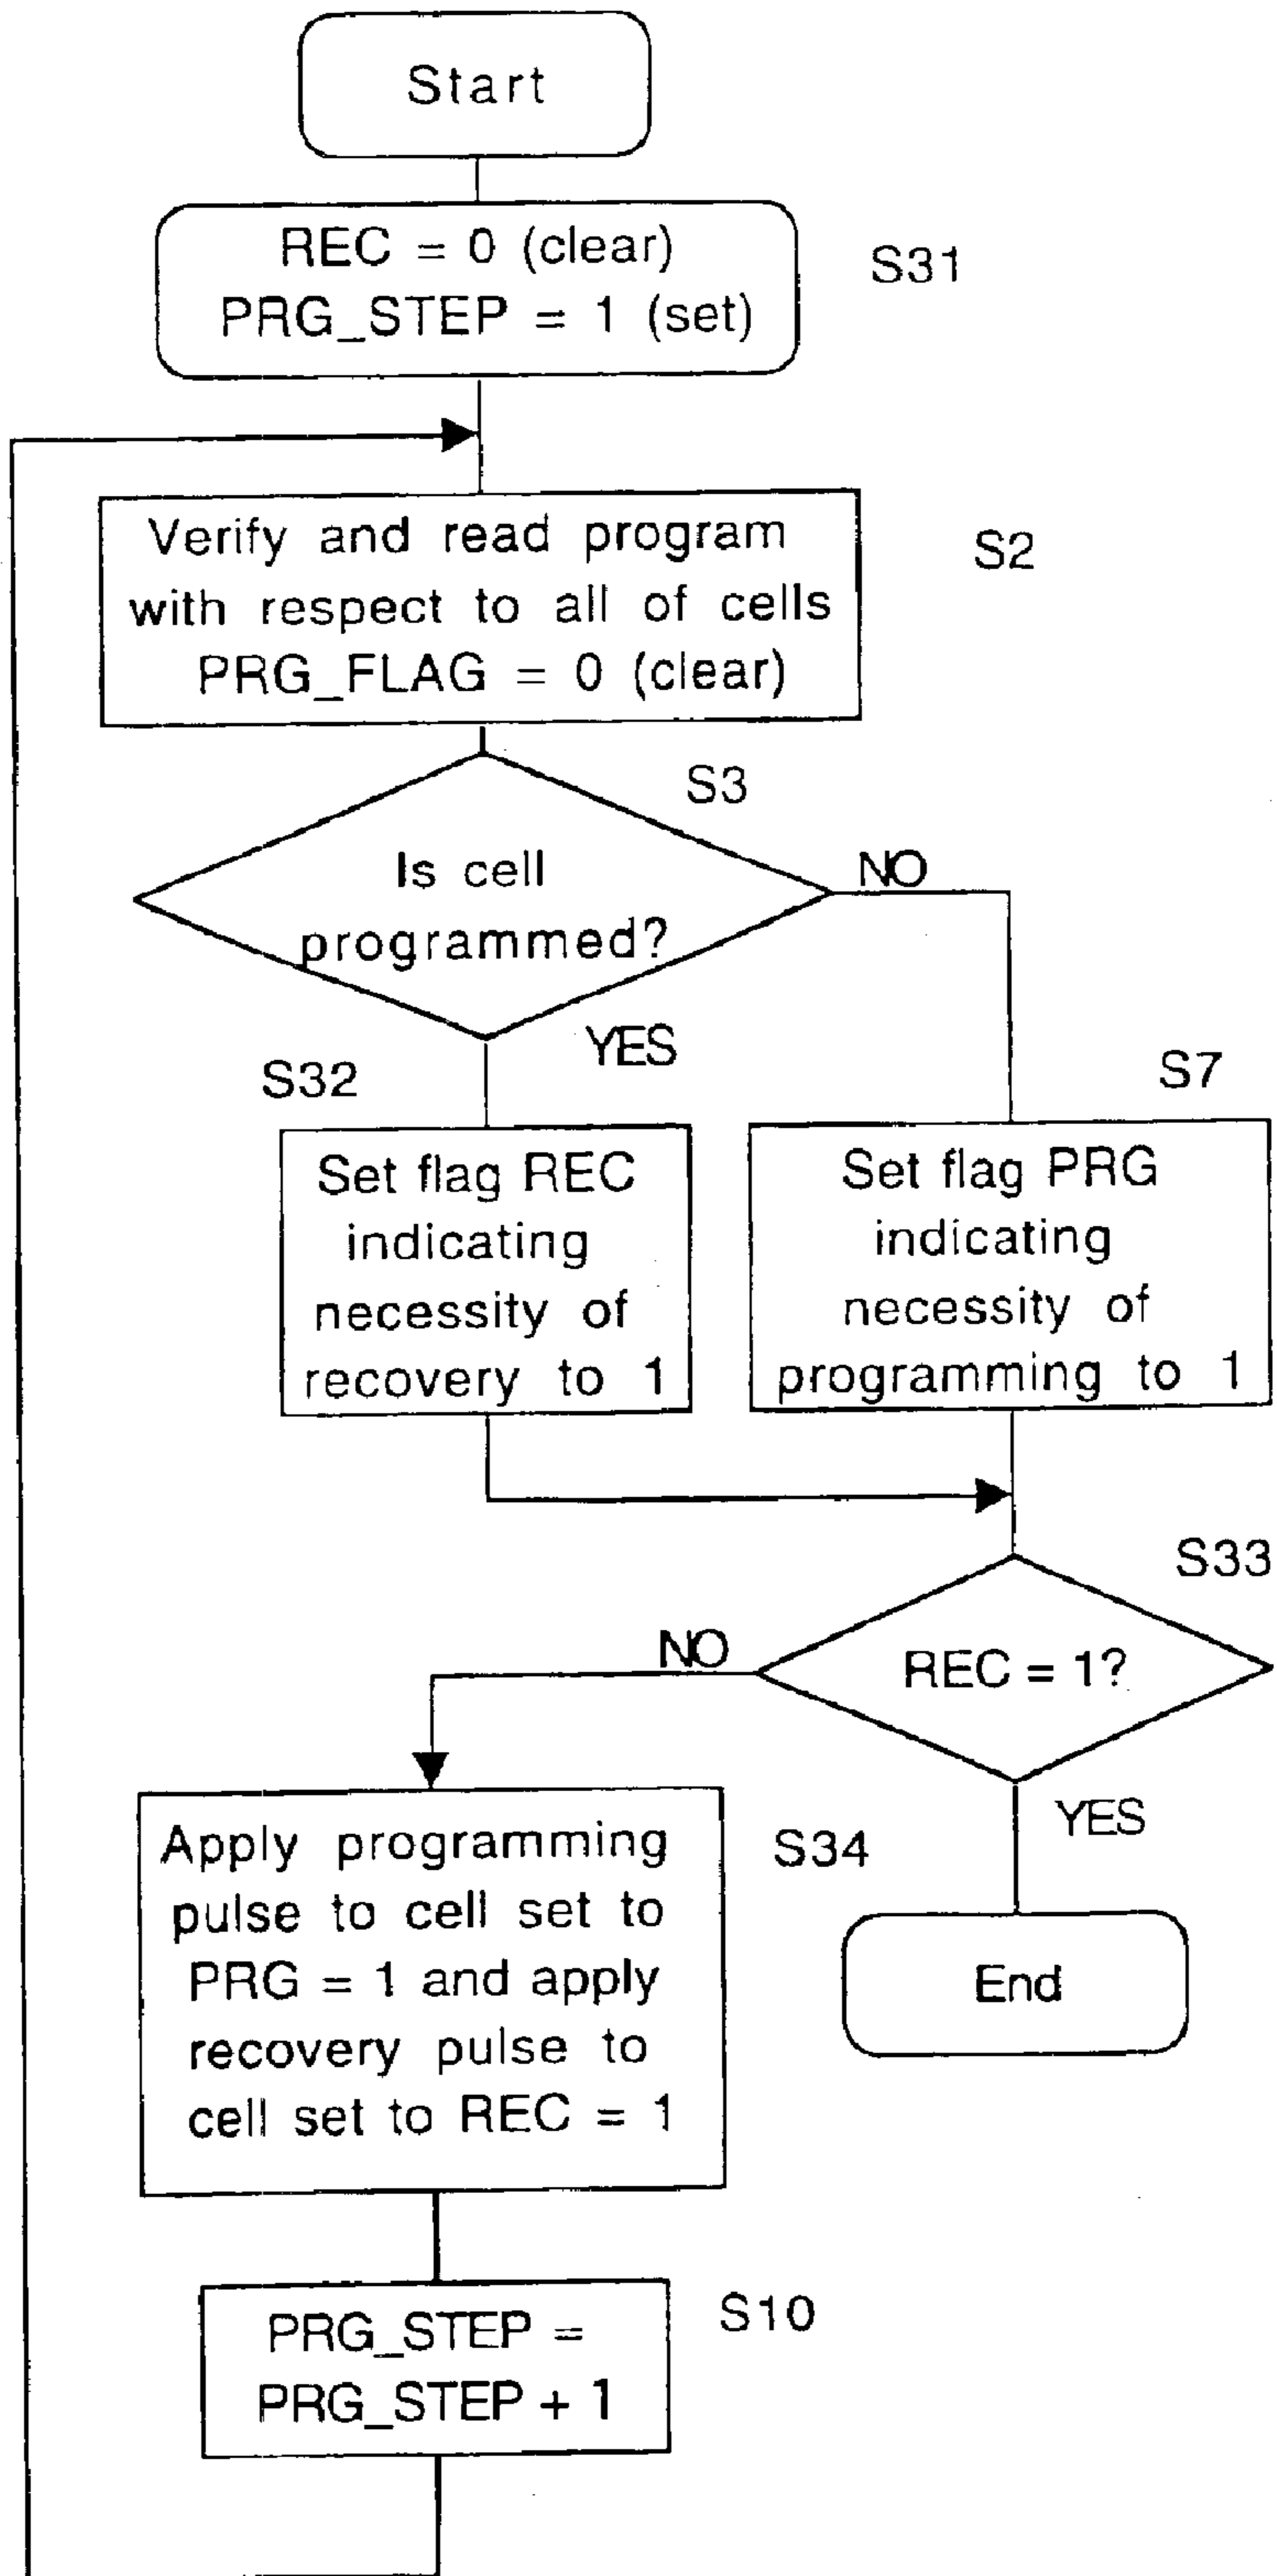 Start
REC = 0 (clear)
PRG_STEP = 1 (set)
S31
Verify and read program
with respect to all of cells
PRG_FLAG = 0 (clear)
S2
S3
Is cell
programmed?
NO
YES
S32
Set flag REC
indicating
necessity of
recovery to 1
S7
Set flag PRG
indicating
necessity of
programming to 1
S33
REC = 1?
NO
YES
Apply programming
pulse to cell set to
PRG = 1 and apply
recovery pulse to
cell set to REC = 1
S34
End
PRG_STEP =
PRG_STEP + 1
S10